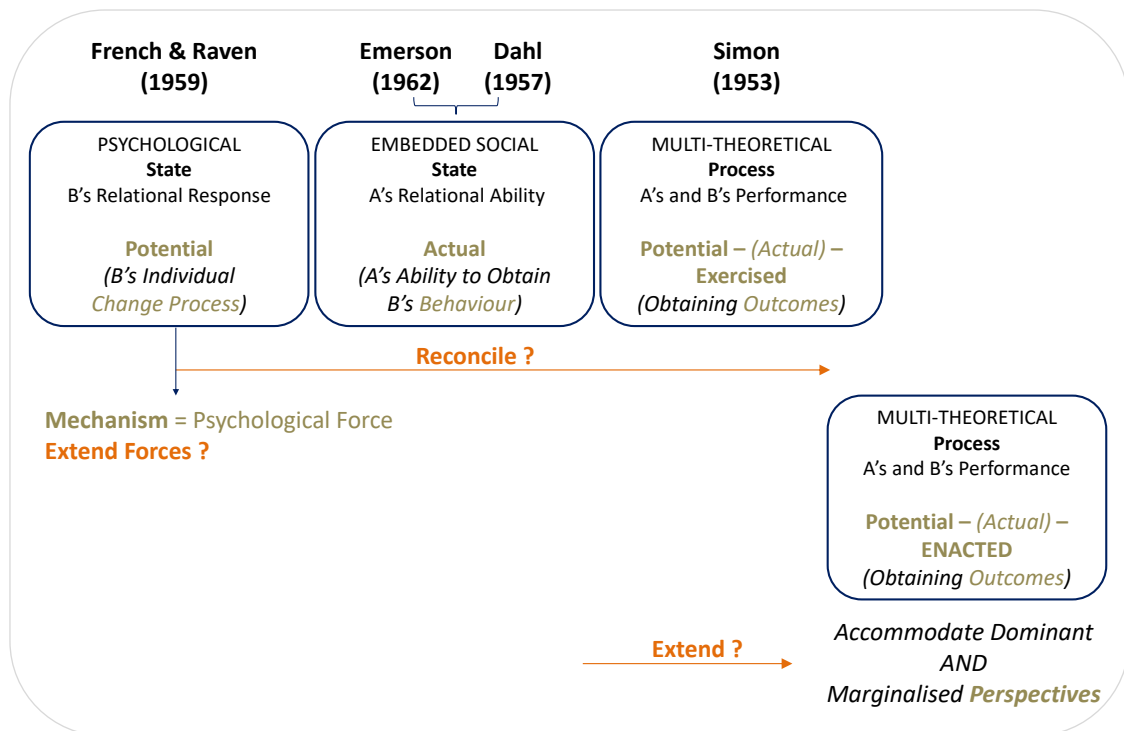 French & Raven
(1959)
Emerson
(1962)
Dahl
(1957)
Simon
(1953)
PSYCHOLOGICAL
State
B's Relational Response
Potential
(B's Individual
Change Process)
EMBEDDED SOCIAL
State
A's Relational Ability
Actual
(A's Ability to Obtain
B's Behaviour)
MULTI-THEORETICAL
Process
A's and B's Performance
Potential – (Actual) –
Exercised
(Obtaining Outcomes)
Reconcile ?
Mechanism = Psychological Force
Extend Forces ?
MULTI-THEORETICAL
Process
A's and B's Performance
Potential – (Actual) –
ENACTED
(Obtaining Outcomes)
Extend ?
Accommodate Dominant
AND
Marginalised Perspectives